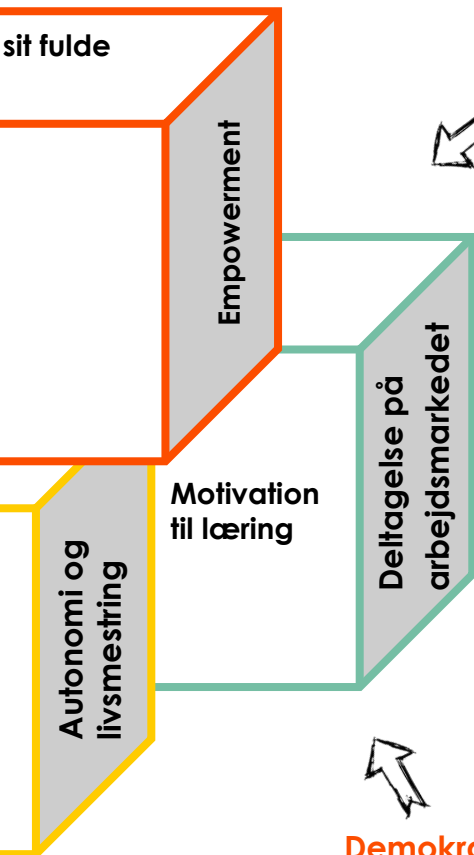 sit fulde
Empowerment
Deltagelse på
arbejdsmarkedet
Motivation
til læring
Autonomi og
livsmestring